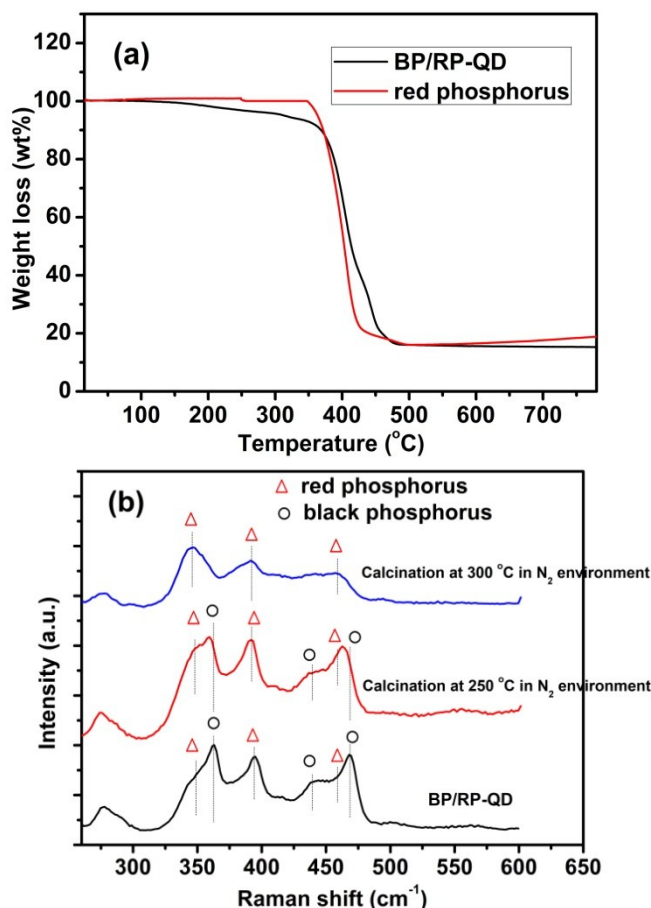 (a)
BP/RP-QD
red phosphorus
120
100
80
60
40
20
0
Weight loss (wt%)
100 200 300 400 500 600 700
Temperature (°C)
(b)
△ red phosphorus
○ black phosphorus
Calcination at 300 °C in N₂ environment
Calcination at 250 °C in N₂ environment
BP/RP-QD
Intensity (a.u.)
300 350 400 450 500 550 600 650
Raman shift (cm⁻¹)